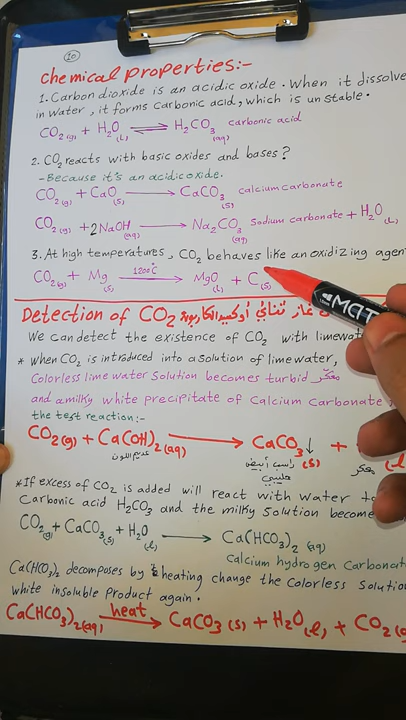 10
chemical properties:-
1. Carbon dioxide is an acidic oxide. When it dissolve
in water, it forms carbonic acid, which is unstable.
CO2(g) + H2O(L) ⇌ H2CO3(aq) carbonic acid
2. CO2 reacts with basic oxides and bases?
- Because it's an acidic oxide.
CO2(g) + CaO(s) → CaCO3(s) calcium carbonate
CO2(g) + 2NaOH(aq) → Na2CO3(aq) Sodium carbonate + H2O(L)
3. At high temperatures, CO2 behaves like an oxidizing agen
CO2(g) + Mg(s) 1200°C → MgO(s) + C(s)
Detection of CO2 غاز ثنائي أوكسيد الكاربون
We can detect the existence of CO2 with limewat
* When CO2 is introduced into a solution of limewater,
Colorless lime water solution becomes turbid معكر
and a milky white precipitate of Calcium Carbonate
the test reaction:-
CO2(g) + Ca(OH)2(aq) → CaCO3↓(s) +
عديم اللون راسب أبيض معكر
حليبي
* If excess of CO2 is added will react with water to
Carbonic acid H2CO3 and the milky solution become
CO2(g) + CaCO3(s) + H2O(L) → Ca(HCO3)2 (aq)
Calcium hydrogen Carbonat
Ca(HCO3)2 decomposes by heating change the Colorless Solutio
white insoluble product again.
Ca(HCO3)2(aq) heat → CaCO3(s) + H2O(L) + CO2(g